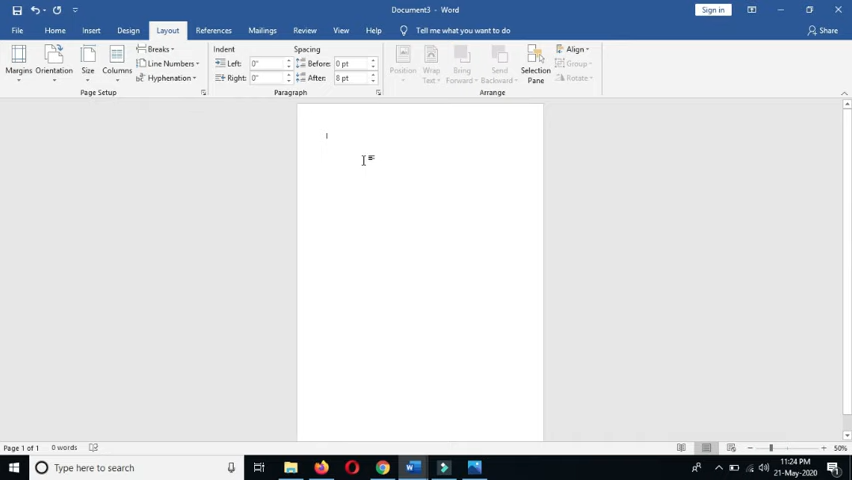 Document3 - Word
Sign in
File Home Insert Design Layout References Mailings Review View Help Tell me what you want to do Share
Margins Orientation Size Columns
Breaks
Line Numbers
Hyphenation
Page Setup
Indent Spacing
Left: 0" Before: 0 pt
Right: 0" After: 8 pt
Paragraph
Position Wrap Text Bring Forward Send Backward Selection Pane
Align
Group
Rotate
Arrange
Page 1 of 1 0 words 50%
Type here to search
11:24 PM
21-May-2020